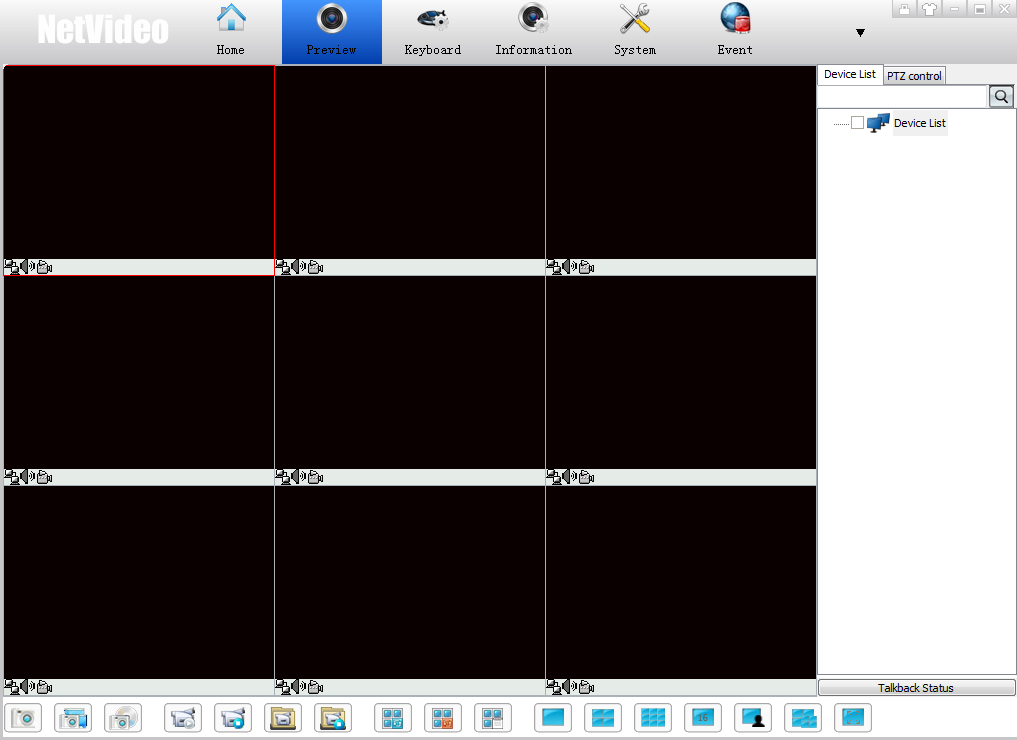 NetVideo
Home
Preview
Keyboard
Information
System
Event
Device List
PTZ control
Device List
Talkback Status
16